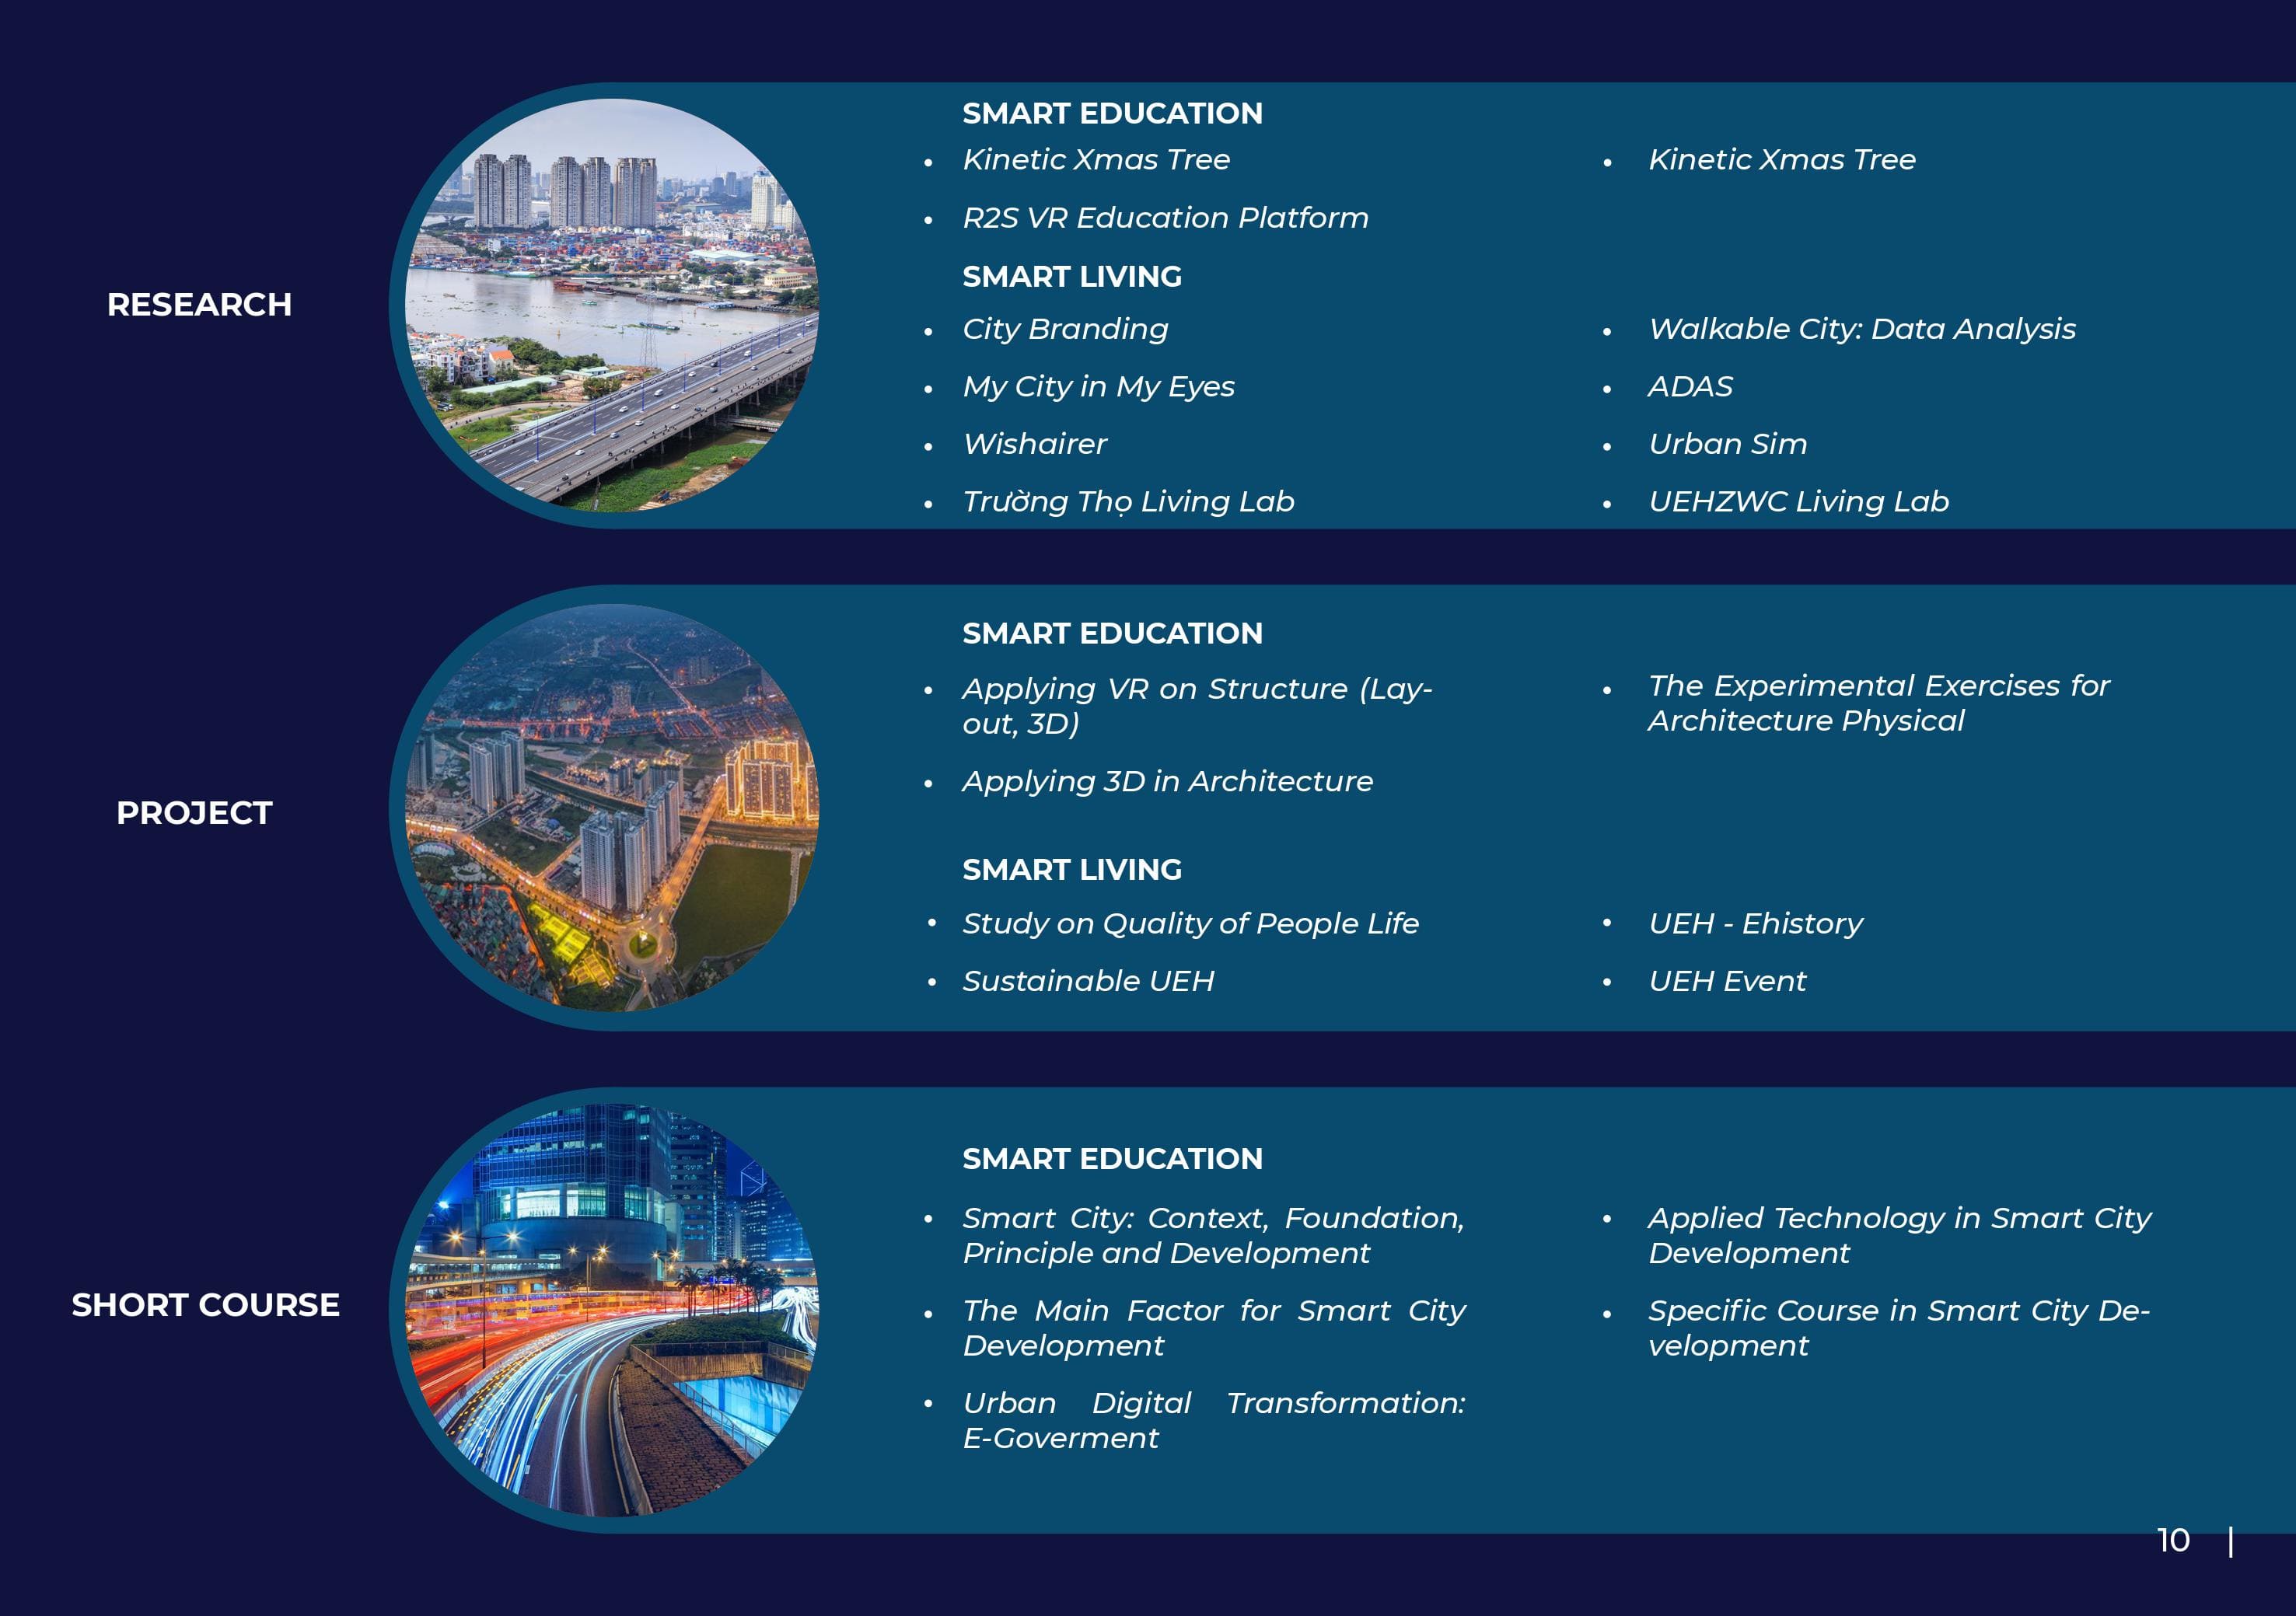 RESEARCH
SMART EDUCATION
• Kinetic Xmas Tree
• R2S VR Education Platform
• Kinetic Xmas Tree
SMART LIVING
• City Branding
• My City in My Eyes
• Wishairer
• Trường Thọ Living Lab
• Walkable City: Data Analysis
• ADAS
• Urban Sim
• UEHZWC Living Lab
PROJECT
SMART EDUCATION
• Applying VR on Structure (Lay-
out, 3D)
• Applying 3D in Architecture
• The Experimental Exercises for
Architecture Physical
SMART LIVING
• Study on Quality of People Life
• Sustainable UEH
• UEH - Ehistory
• UEH Event
SHORT COURSE
SMART EDUCATION
• Smart City: Context, Foundation,
Principle and Development
• The Main Factor for Smart City
Development
• Urban Digital Transformation:
E-Goverment
• Applied Technology in Smart City
Development
• Specific Course in Smart City De-
velopment
10 |